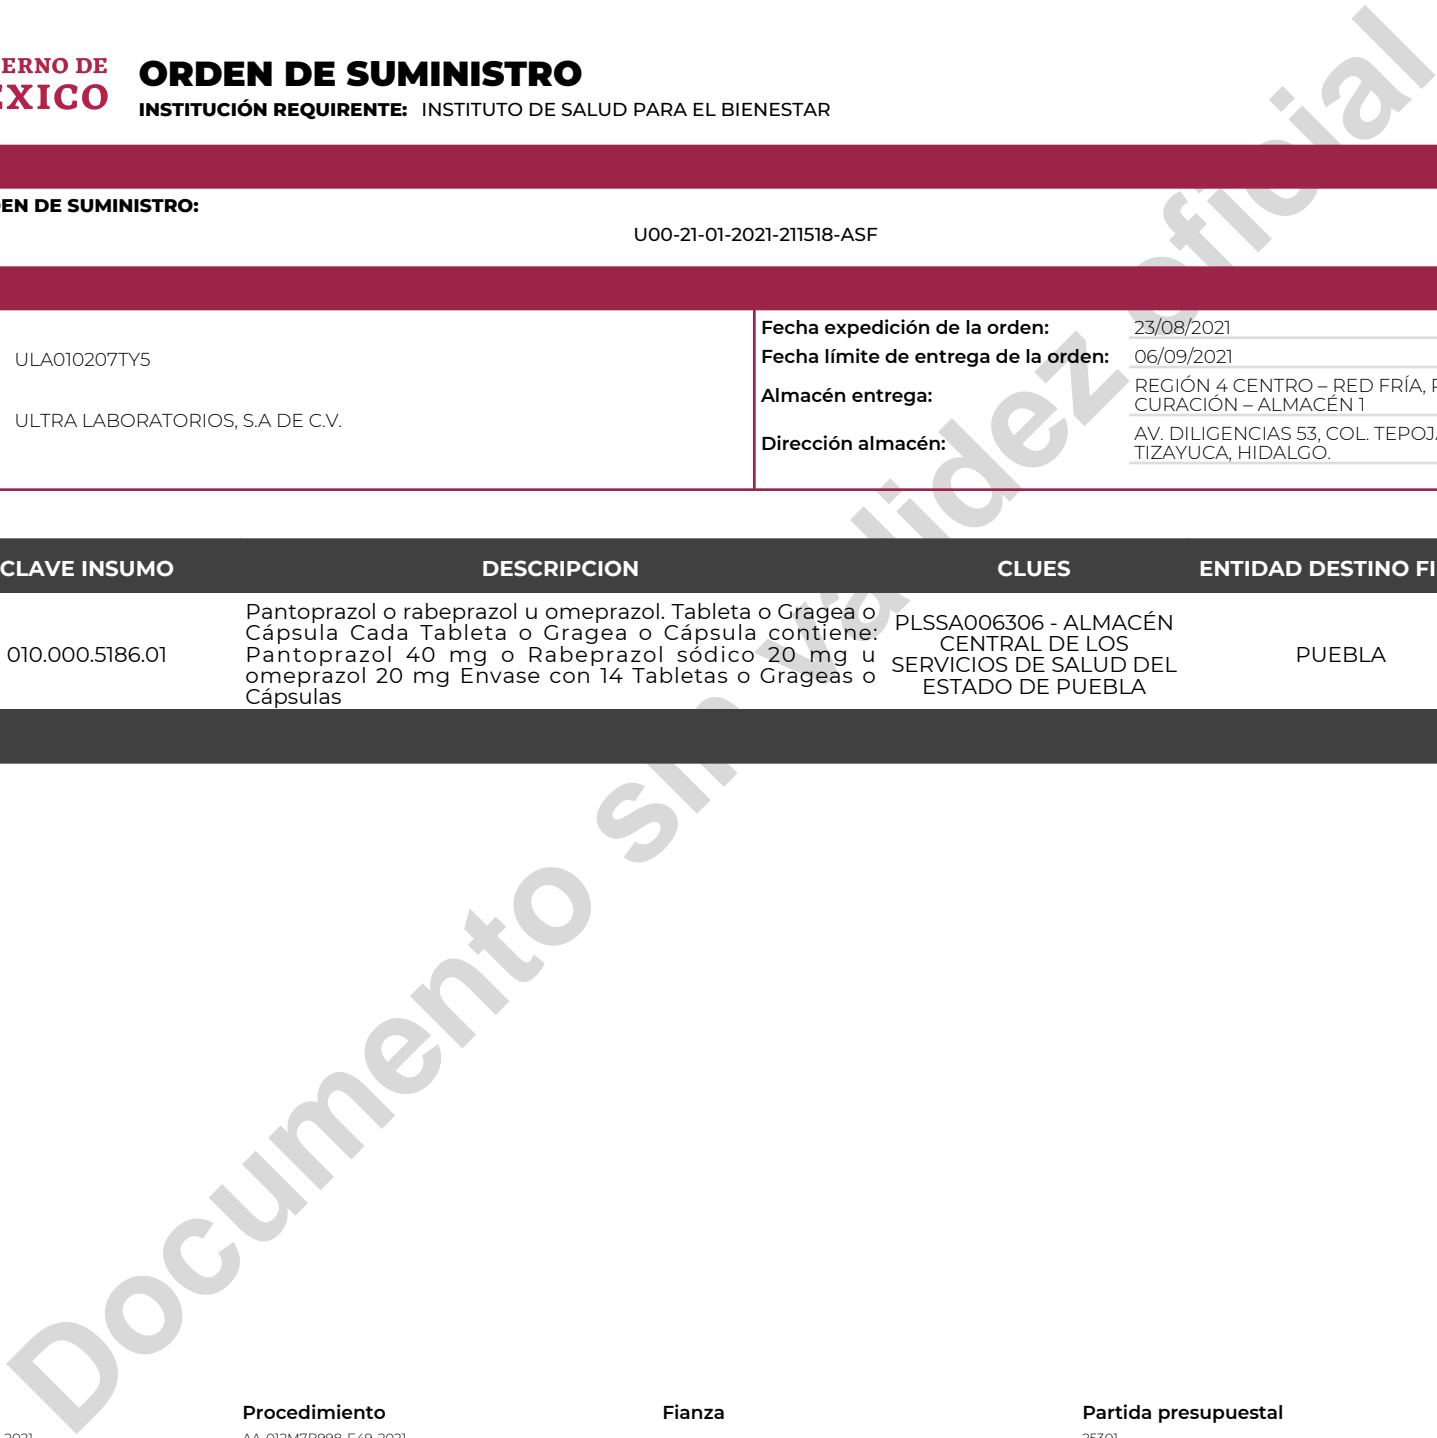 ERNO DE
ÉXICO
ORDEN DE SUMINISTRO
INSTITUCIÓN REQUIRENTE: INSTITUTO DE SALUD PARA EL BIENESTAR
EN DE SUMINISTRO:
U00-21-01-2021-211518-ASF
ULA010207TY5
ULTRA LABORATORIOS, S.A DE C.V.
Fecha expedición de la orden: 23/08/2021
Fecha límite de entrega de la orden: 06/09/2021
Almacén entrega: REGIÓN 4 CENTRO – RED FRÍA,
CURACIÓN – ALMACÉN 1
Dirección almacén: AV. DILIGENCIAS 53, COL. TEPOJ
TIZAYUCA, HIDALGO.
CLAVE INSUMO DESCRIPCION CLUES ENTIDAD DESTINO FI
010.000.5186.01
Pantoprazol o rabeprazol u omeprazol. Tableta o Gragea o
Cápsula Cada Tableta o Gragea o Cápsula contiene:
Pantoprazol 40 mg o Rabeprazol sódico 20 mg u
omeprazol 20 mg Envase con 14 Tabletas o Grageas o
Cápsulas
PLSSA006306 - ALMACÉN
CENTRAL DE LOS
SERVICIOS DE SALUD DEL
ESTADO DE PUEBLA
PUEBLA
Documento sin validez oficial
Procedimiento Fianza Partida presupuestal